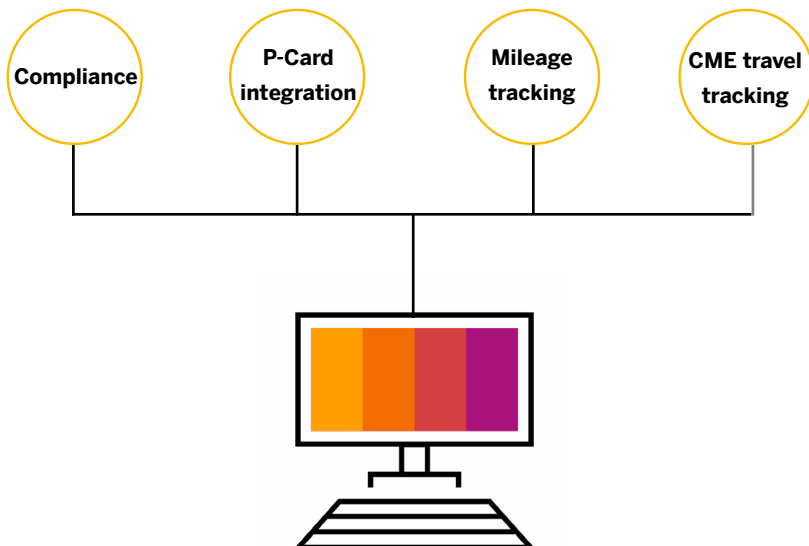 Compliance
P-Card
integration
Mileage
tracking
CME travel
tracking